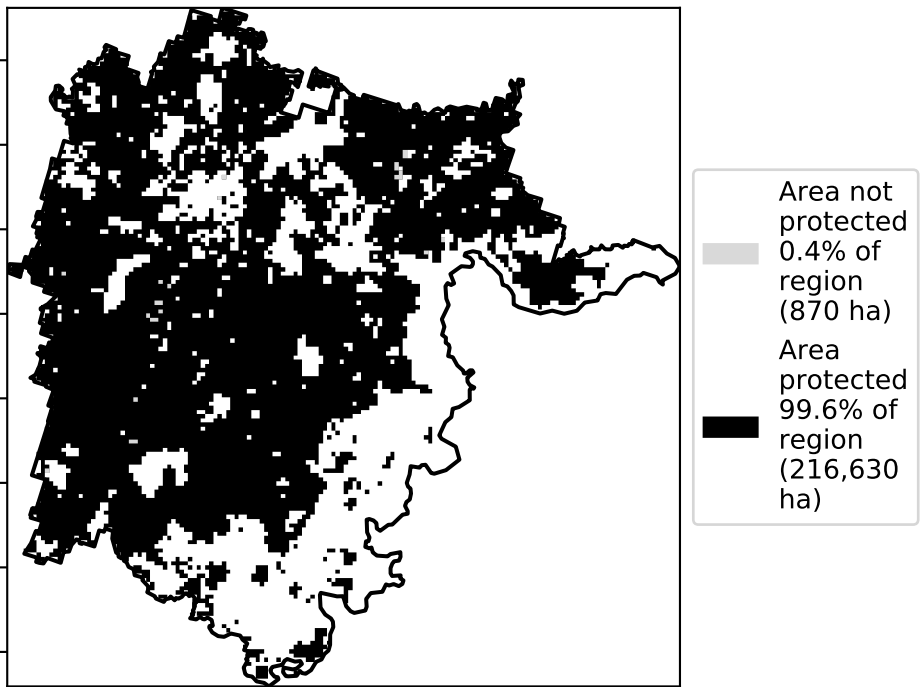 Area not
protected
0.4% of
region
(870 ha)
Area
protected
99.6% of
region
(216,630
ha)